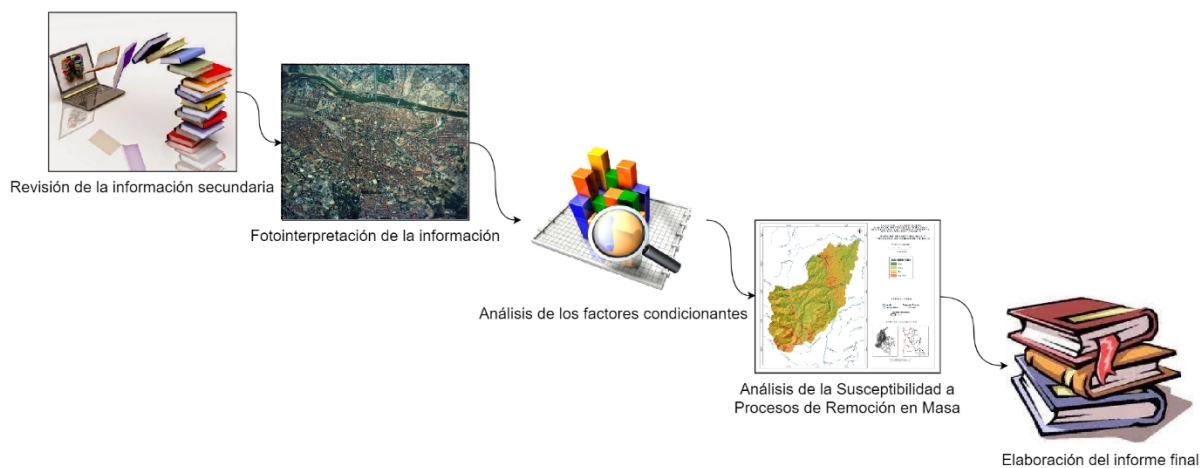 Revisión de la información secundaria
Fotointerpretación de la información
Análisis de los factores condicionantes
Análisis de la Susceptibilidad a
Procesos de Remoción en Masa
Elaboración del informe final